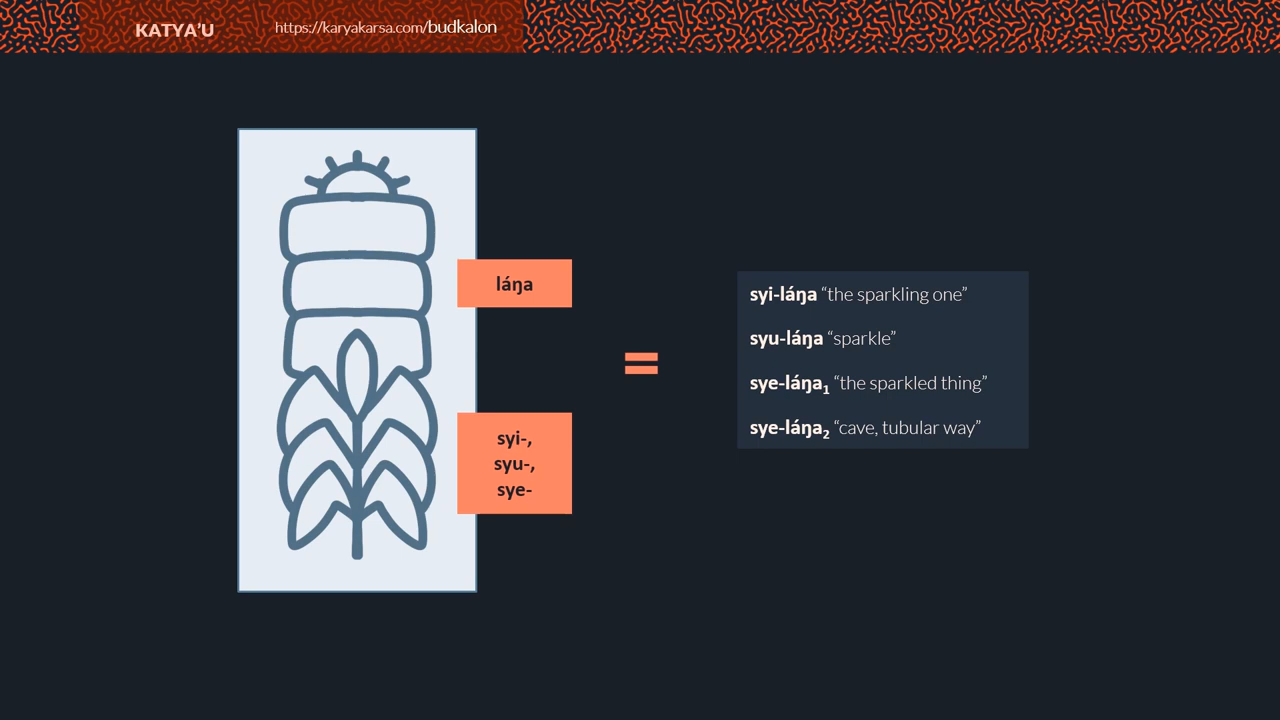 KATYA’U
https://karyakarsa.com/budkalon
láŋa
syi-,
syu-,
sye-
=
syi-láŋa “the sparkling one”
syu-láŋa “sparkle”
sye-láŋa₁ “the sparkled thing”
sye-láŋa₂ “cave, tubular way”